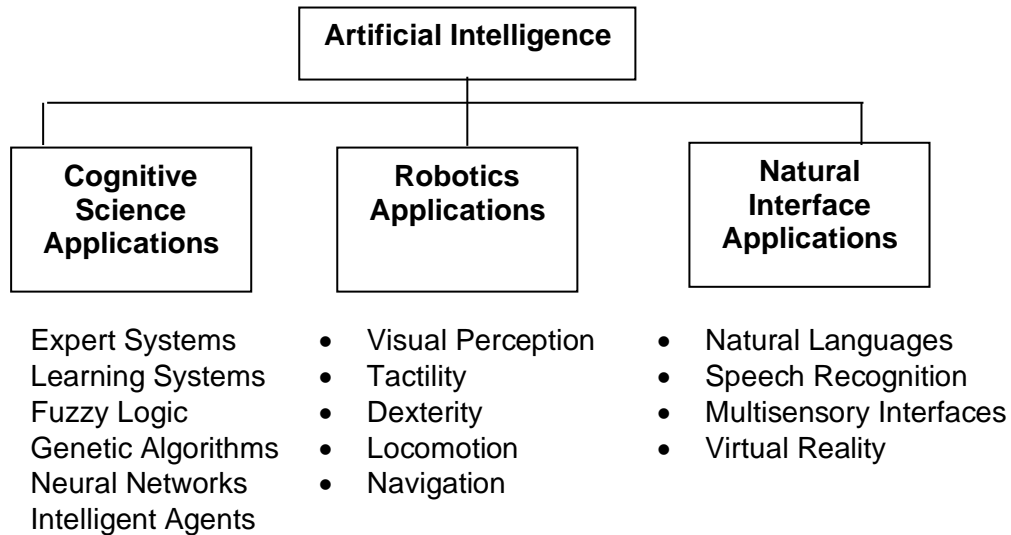 Artificial Intelligence
Cognitive
Science
Applications
Robotics
Applications
Natural
Interface
Applications
Expert Systems
Learning Systems
Fuzzy Logic
Genetic Algorithms
Neural Networks
Intelligent Agents
• Visual Perception
• Tactility
• Dexterity
• Locomotion
• Navigation
• Natural Languages
• Speech Recognition
• Multisensory Interfaces
• Virtual Reality